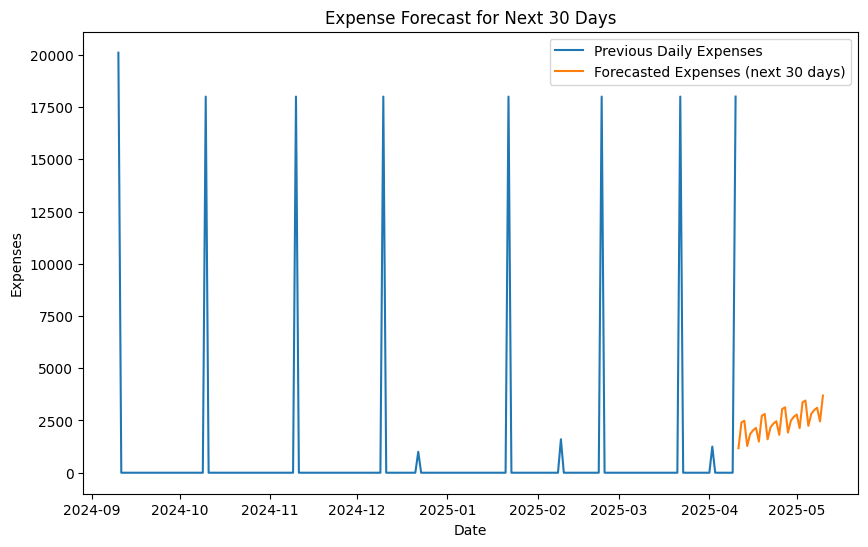 Expense Forecast for Next 30 Days
Previous Daily Expenses
Forecasted Expenses (next 30 days)
20000
17500
15000
12500
10000
7500
5000
2500
0
Expenses
2024-09 2024-10 2024-11 2024-12 2025-01 2025-02 2025-03 2025-04 2025-05
Date